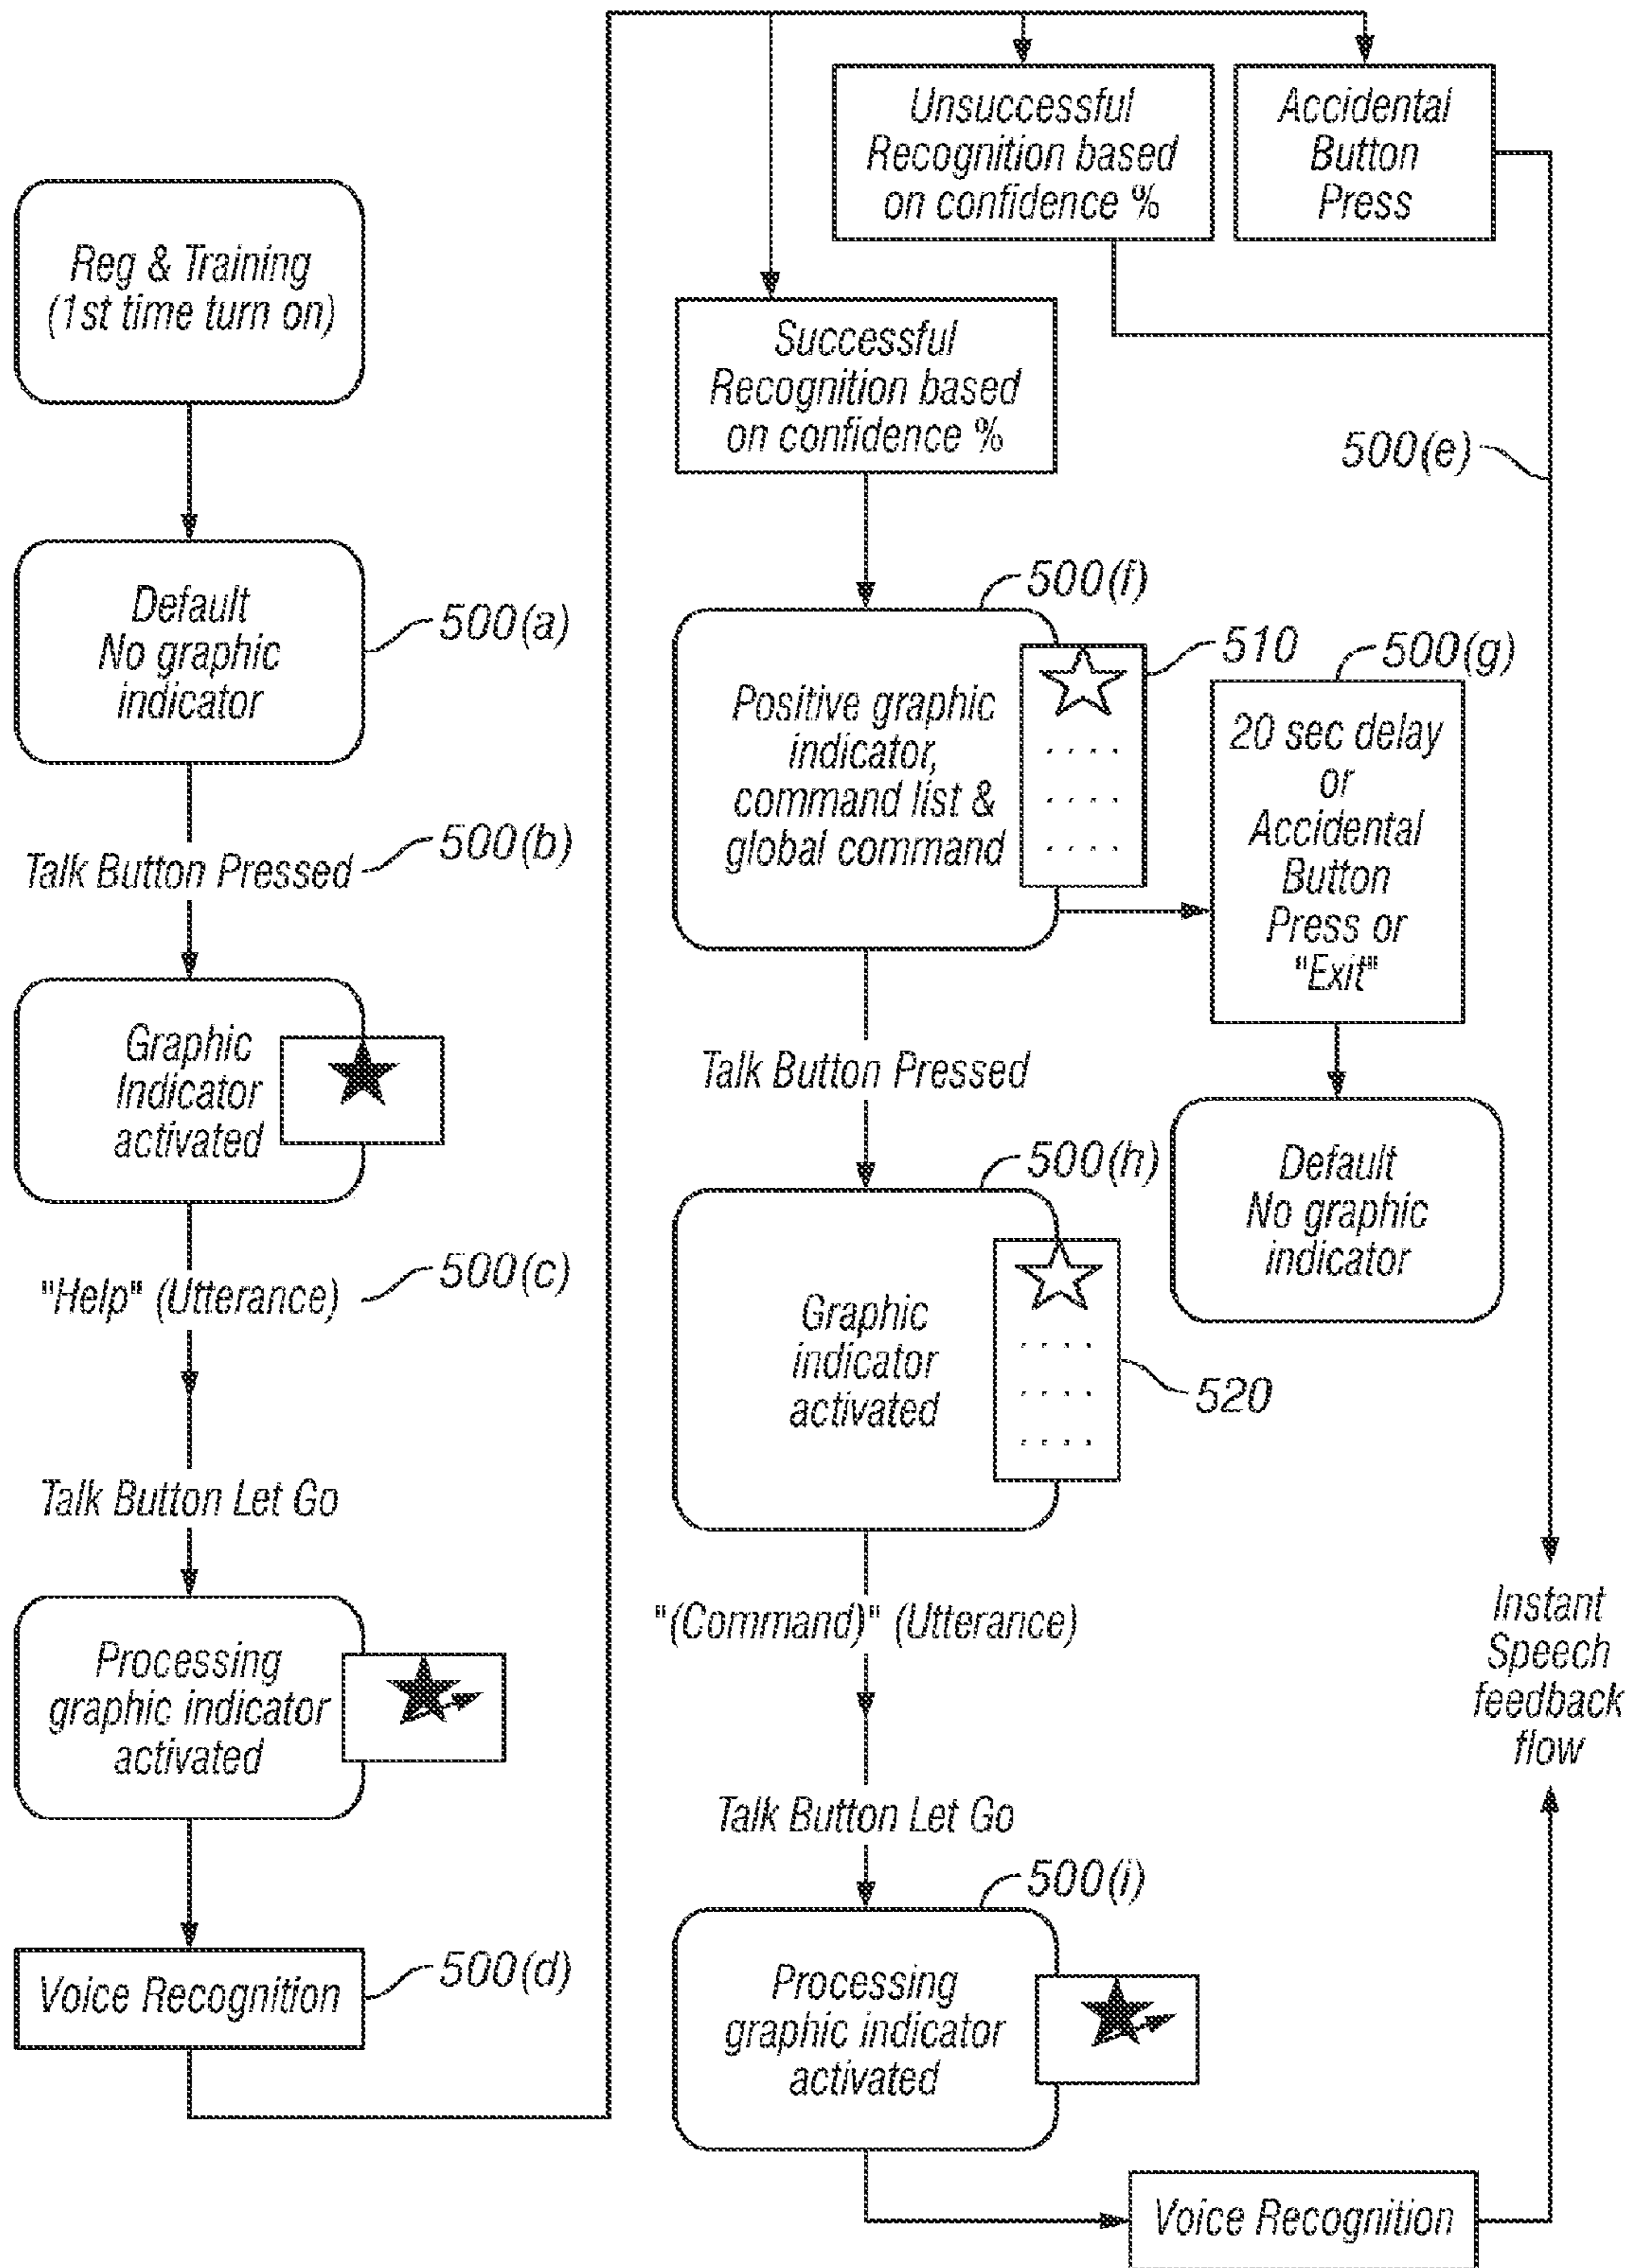 Reg & Training
(1st time turn on)
Default
No graphic
indicator
500(a)
Talk Button Pressed
500(b)
Graphic
Indicator
activated
"Help" (Utterance)
500(c)
Talk Button Let Go
Processing
graphic indicator
activated
Voice Recognition
500(d)
Unsuccessful
Recognition based
on confidence %
Accidental
Button
Press
Successful
Recognition based
on confidence %
500(e)
500(f)
Positive graphic
indicator,
command list &
global command
510
500(g)
20 sec delay
or
Accidental
Button
Press or
"Exit"
Default
No graphic
indicator
Talk Button Pressed
500(h)
Graphic
indicator
activated
520
"(Command)" (Utterance)
Talk Button Let Go
500(i)
Processing
graphic indicator
activated
Voice Recognition
Instant
Speech
feedback
flow